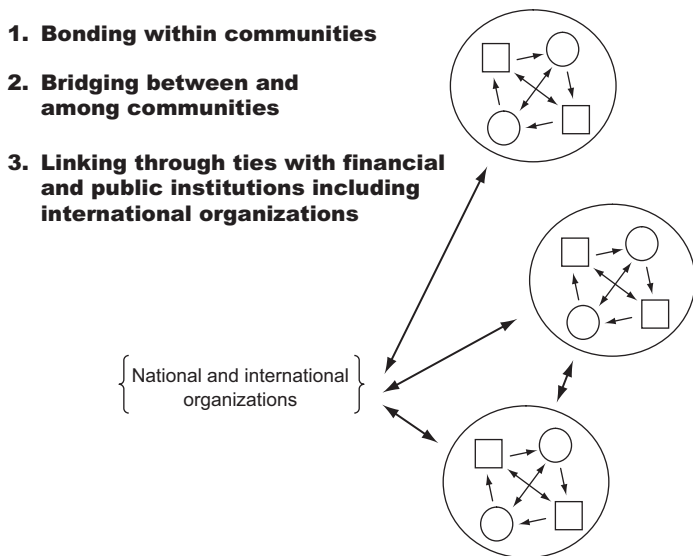 1. Bonding within communities
2. Bridging between and
among communities
3. Linking through ties with financial
and public institutions including
international organizations
National and international
organizations